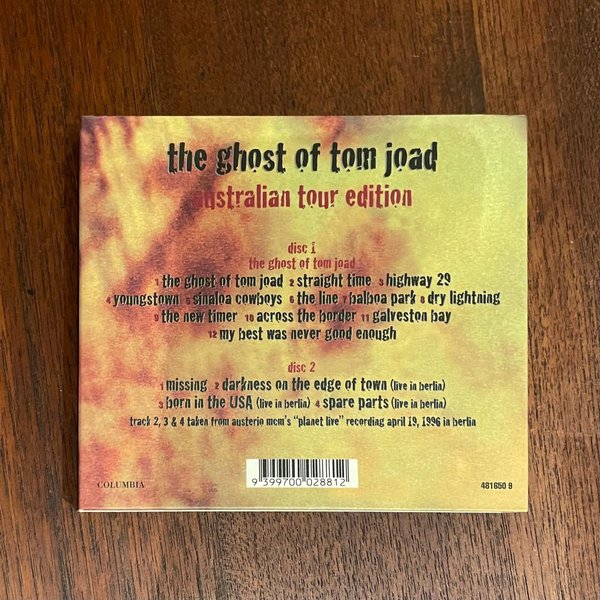 the ghost of tom joad
australian tour edition
disc 1
the ghost of tom joad
1 the ghost of tom joad 2 straight time 3 highway 29
4 youngstown 5 sinaloa cowboys 6 the line 7 balboa park 8 dry lightning
9 the new timer 10 across the border 11 galveston bay
12 my best was never good enough
disc 2
1 missing 2 darkness on the edge of town (live in berlin)
3 born in the USA (live in berlin) 4 spare parts (live in berlin)
track 2, 3 & 4 taken from austerio mcm's "planet live" recording april 19, 1996 in berlin
COLUMBIA
9 399700 028812
481650 9